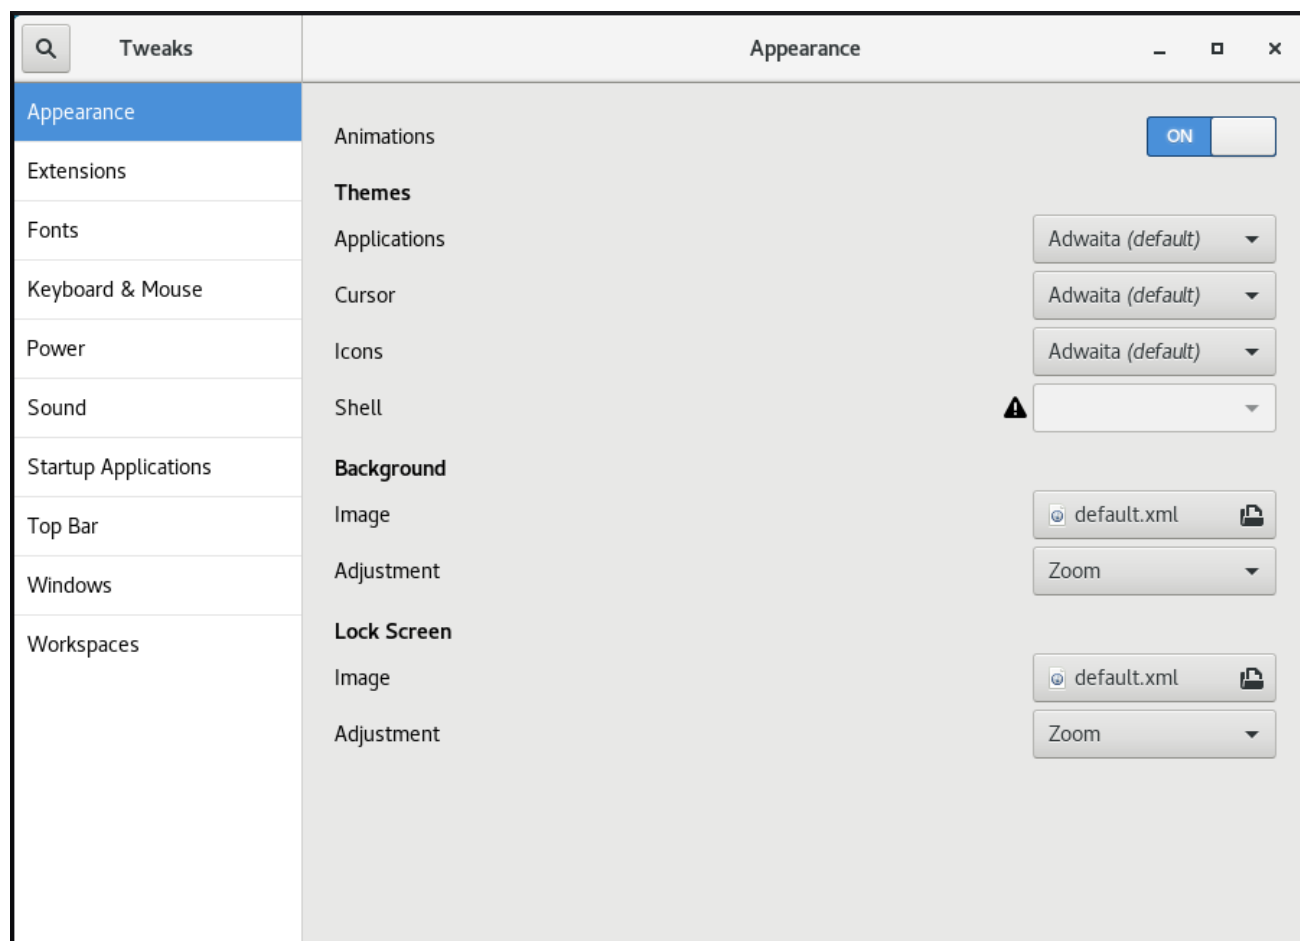 Tweaks
Appearance
Appearance
Extensions
Fonts
Keyboard & Mouse
Power
Sound
Startup Applications
Top Bar
Windows
Workspaces
Animations ON
Themes
Applications Adwaita (default)
Cursor Adwaita (default)
Icons Adwaita (default)
Shell
Background
Image default.xml
Adjustment Zoom
Lock Screen
Image default.xml
Adjustment Zoom